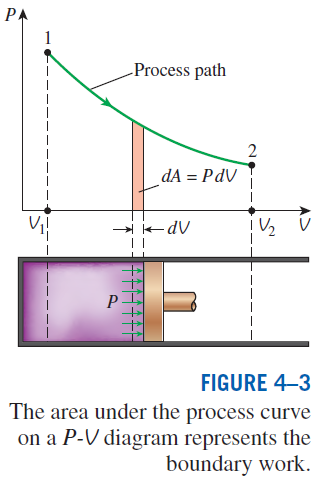 P
1
Process path
2
dA = P dV
V1
dV
V2
V
P
FIGURE 4–3
The area under the process curve
on a P-V diagram represents the
boundary work.